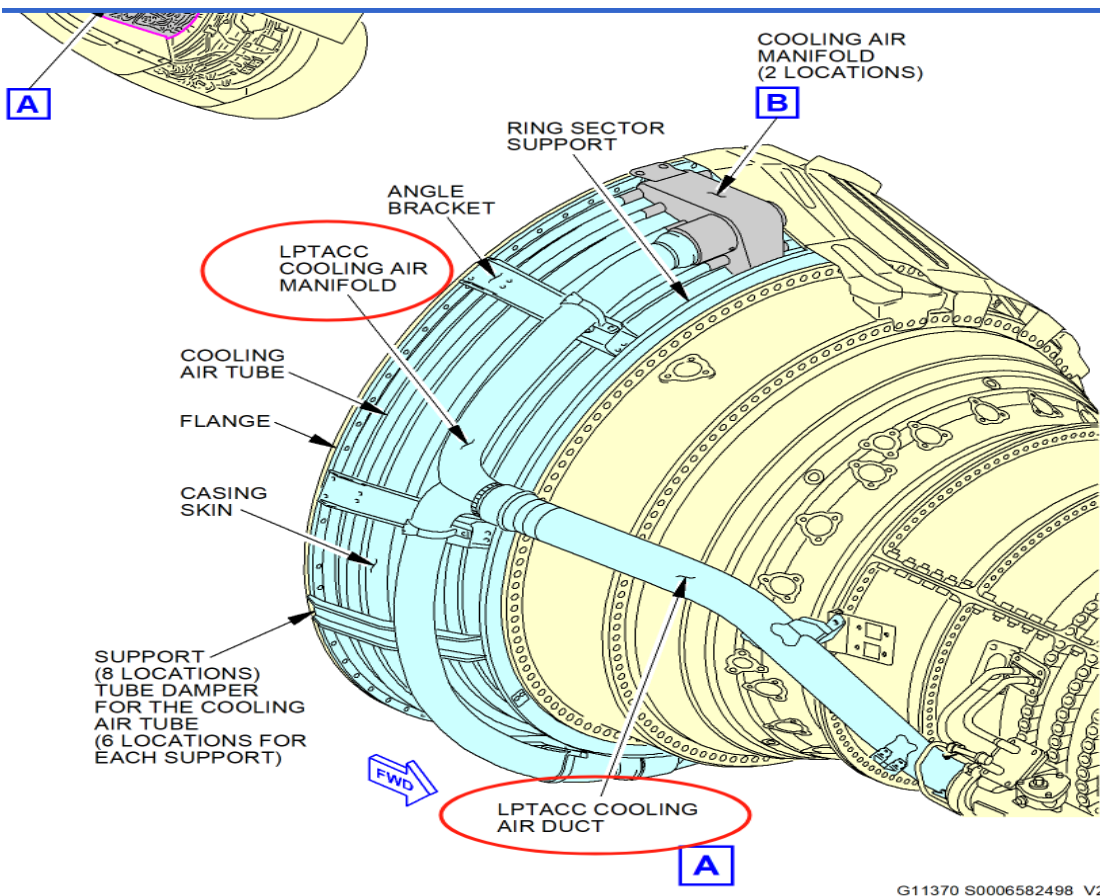 COOLING AIR
MANIFOLD
(2 LOCATIONS)
A
B
RING SECTOR
SUPPORT
ANGLE
BRACKET
LPTACC
COOLING AIR
MANIFOLD
COOLING
AIR TUBE
FLANGE
CASING
SKIN
SUPPORT
(8 LOCATIONS)
TUBE DAMPER
FOR THE COOLING
AIR TUBE
(6 LOCATIONS FOR
EACH SUPPORT)
FWD
LPTACC COOLING
AIR DUCT
A
G11370 S0006582498_V2